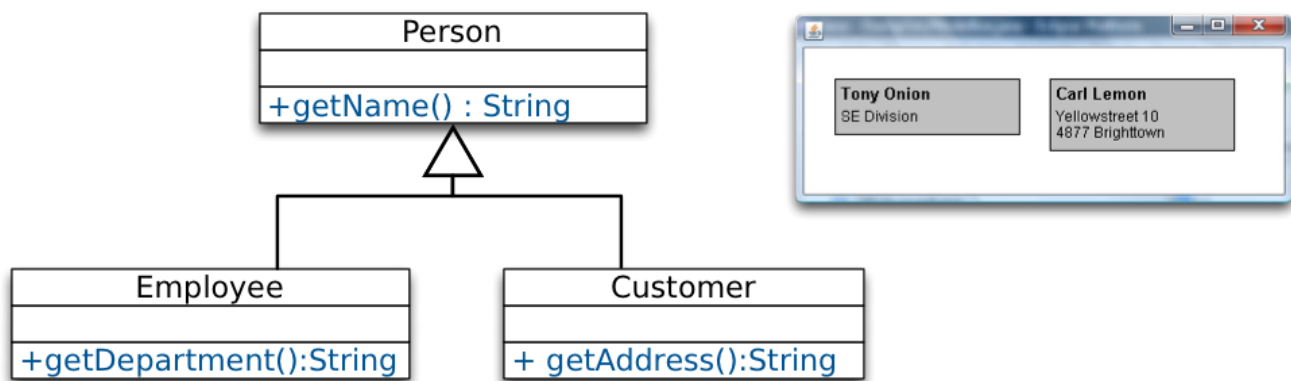 Person
+getName() : String
Employee
+getDepartment():String
Customer
+ getAddress():String
Tony Onion
SE Division
Carl Lemon
Yellowstreet 10
4877 Brighttown